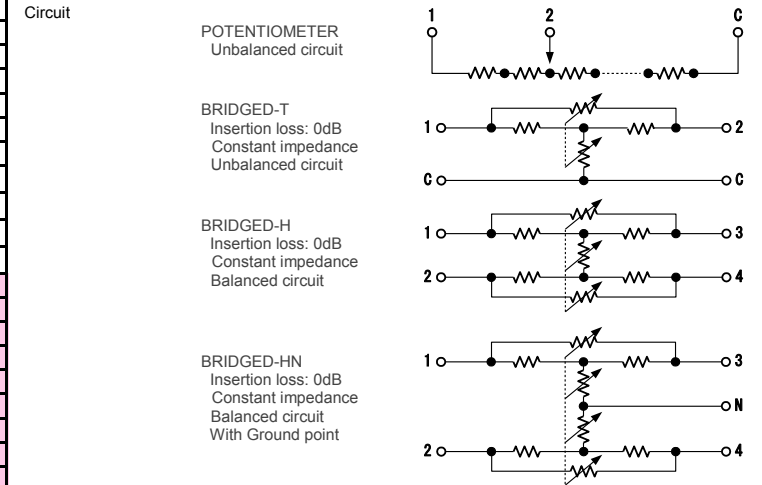 Circuit
POTENTIOMETER
Unbalanced circuit
1 2 C
BRIDGED-T
Insertion loss: 0dB
Constant impedance
Unbalanced circuit
1 2
C C
BRIDGED-H
Insertion loss: 0dB
Constant impedance
Balanced circuit
1 3
2 4
BRIDGED-HN
Insertion loss: 0dB
Constant impedance
Balanced circuit
With Ground point
1 3
N
2 4